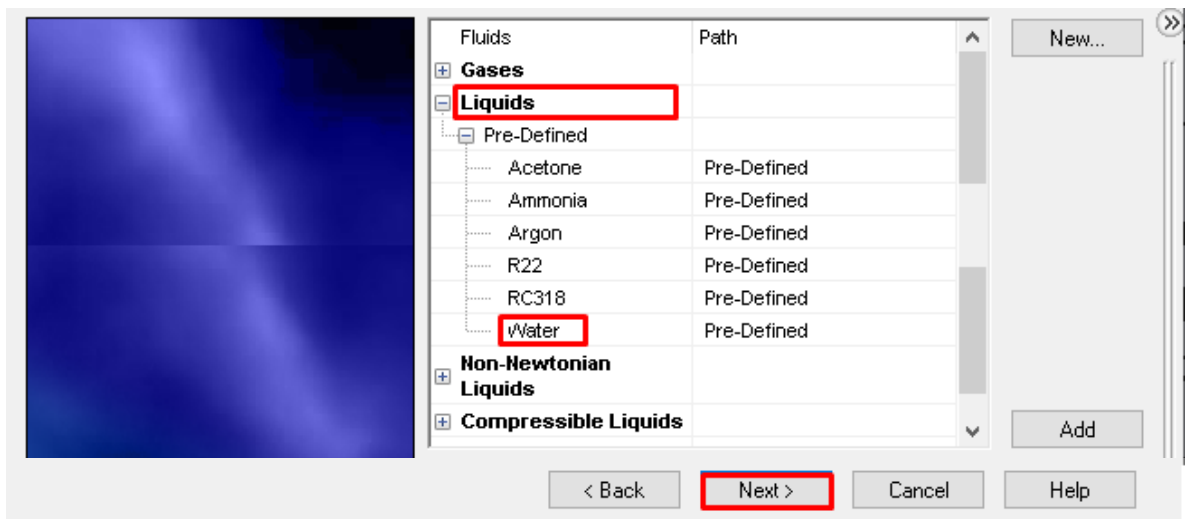 Fluids Path
New...
Gases
Liquids
Pre-Defined
Acetone Pre-Defined
Ammonia Pre-Defined
Argon Pre-Defined
R22 Pre-Defined
RC318 Pre-Defined
Water Pre-Defined
Non-Newtonian
Liquids
Compressible Liquids
Add
< Back Next > Cancel Help